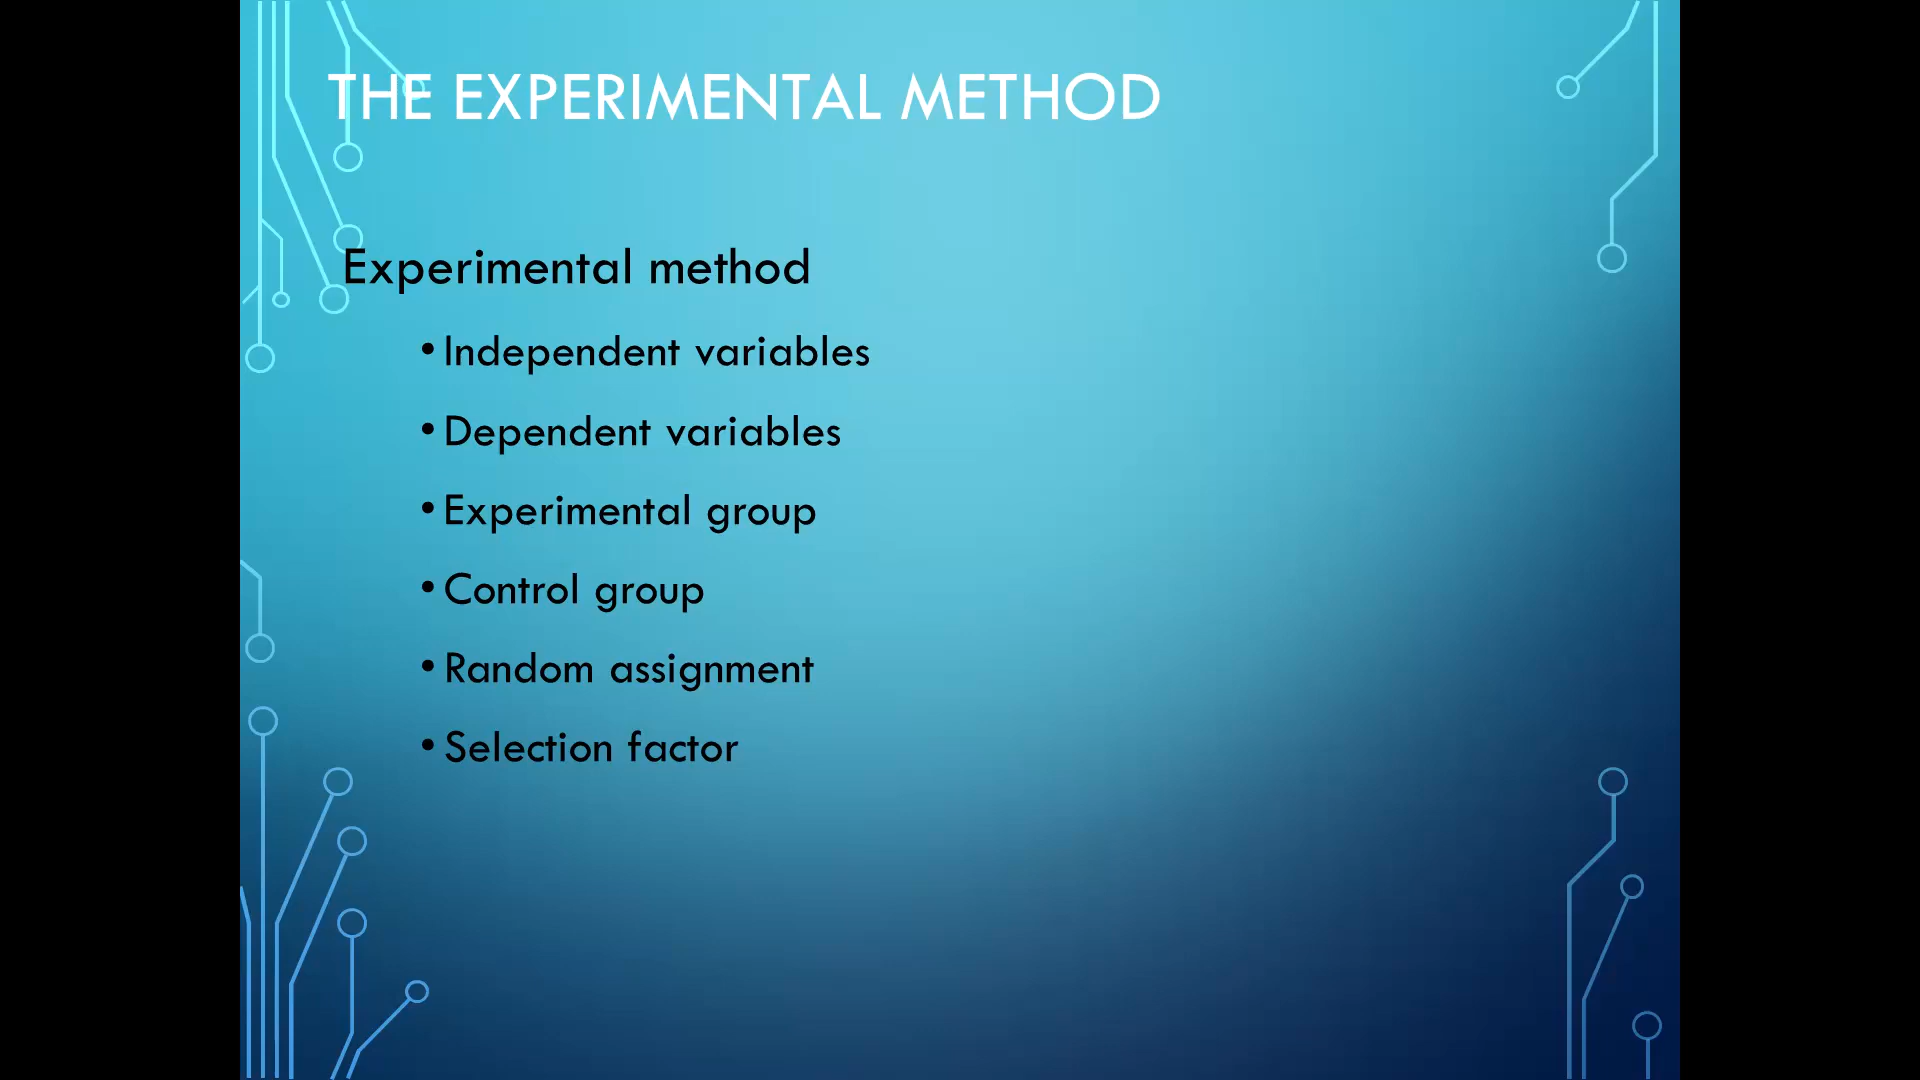 THE EXPERIMENTAL METHOD
Experimental method
• Independent variables
• Dependent variables
• Experimental group
• Control group
• Random assignment
• Selection factor